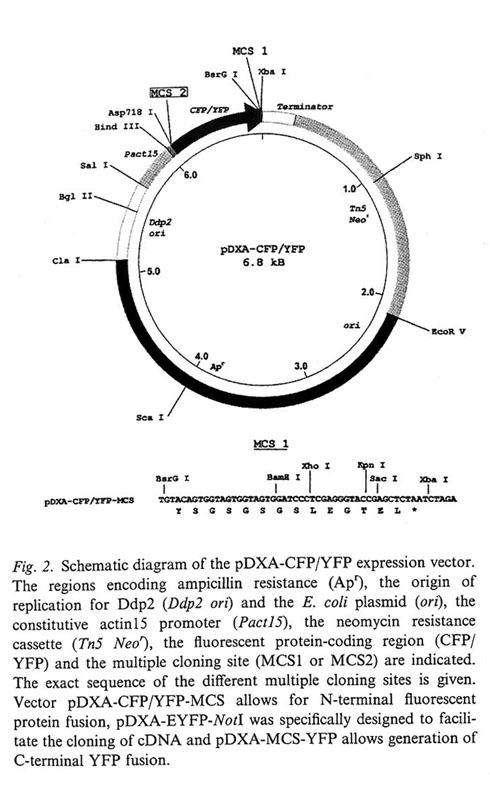 MCS 1
BsrG I
Xba I
MCS 2
CFP/YFP
Terminator
Asp718 I
Hind III
Pact15
Sal I
Sph I
6.0
Bgl II
1.0
Tn5
Neoʳ
Ddp2
ori
pDXA-CFP/YFP
6.8 kB
Cla I
5.0
2.0
ori
EcoR V
4.0
Apʳ
3.0
Sca I
MCS 1
Xho I
Kpn I
BsrG I
BamH I
Sac I
Xba I
pDXA-CFP/YFP-MCS TGTACAGTGGTAGTGGTAGTGGATCCCTCGAGGGTACCGAGCTCTAATCTAGA
Y S G S G S G S L E G T E L *
Fig. 2. Schematic diagram of the pDXA-CFP/YFP expression vector.
The regions encoding ampicillin resistance (Apʳ), the origin of
replication for Ddp2 (Ddp2 ori) and the E. coli plasmid (ori), the
constitutive actin15 promoter (Pact15), the neomycin resistance
cassette (Tn5 Neoʳ), the fluorescent protein-coding region (CFP/
YFP) and the multiple cloning site (MCS1 or MCS2) are indicated.
The exact sequence of the different multiple cloning sites is given.
Vector pDXA-CFP/YFP-MCS allows for N-terminal fluorescent
protein fusion, pDXA-EYFP-NotI was specifically designed to facili-
tate the cloning of cDNA and pDXA-MCS-YFP allows generation of
C-terminal YFP fusion.